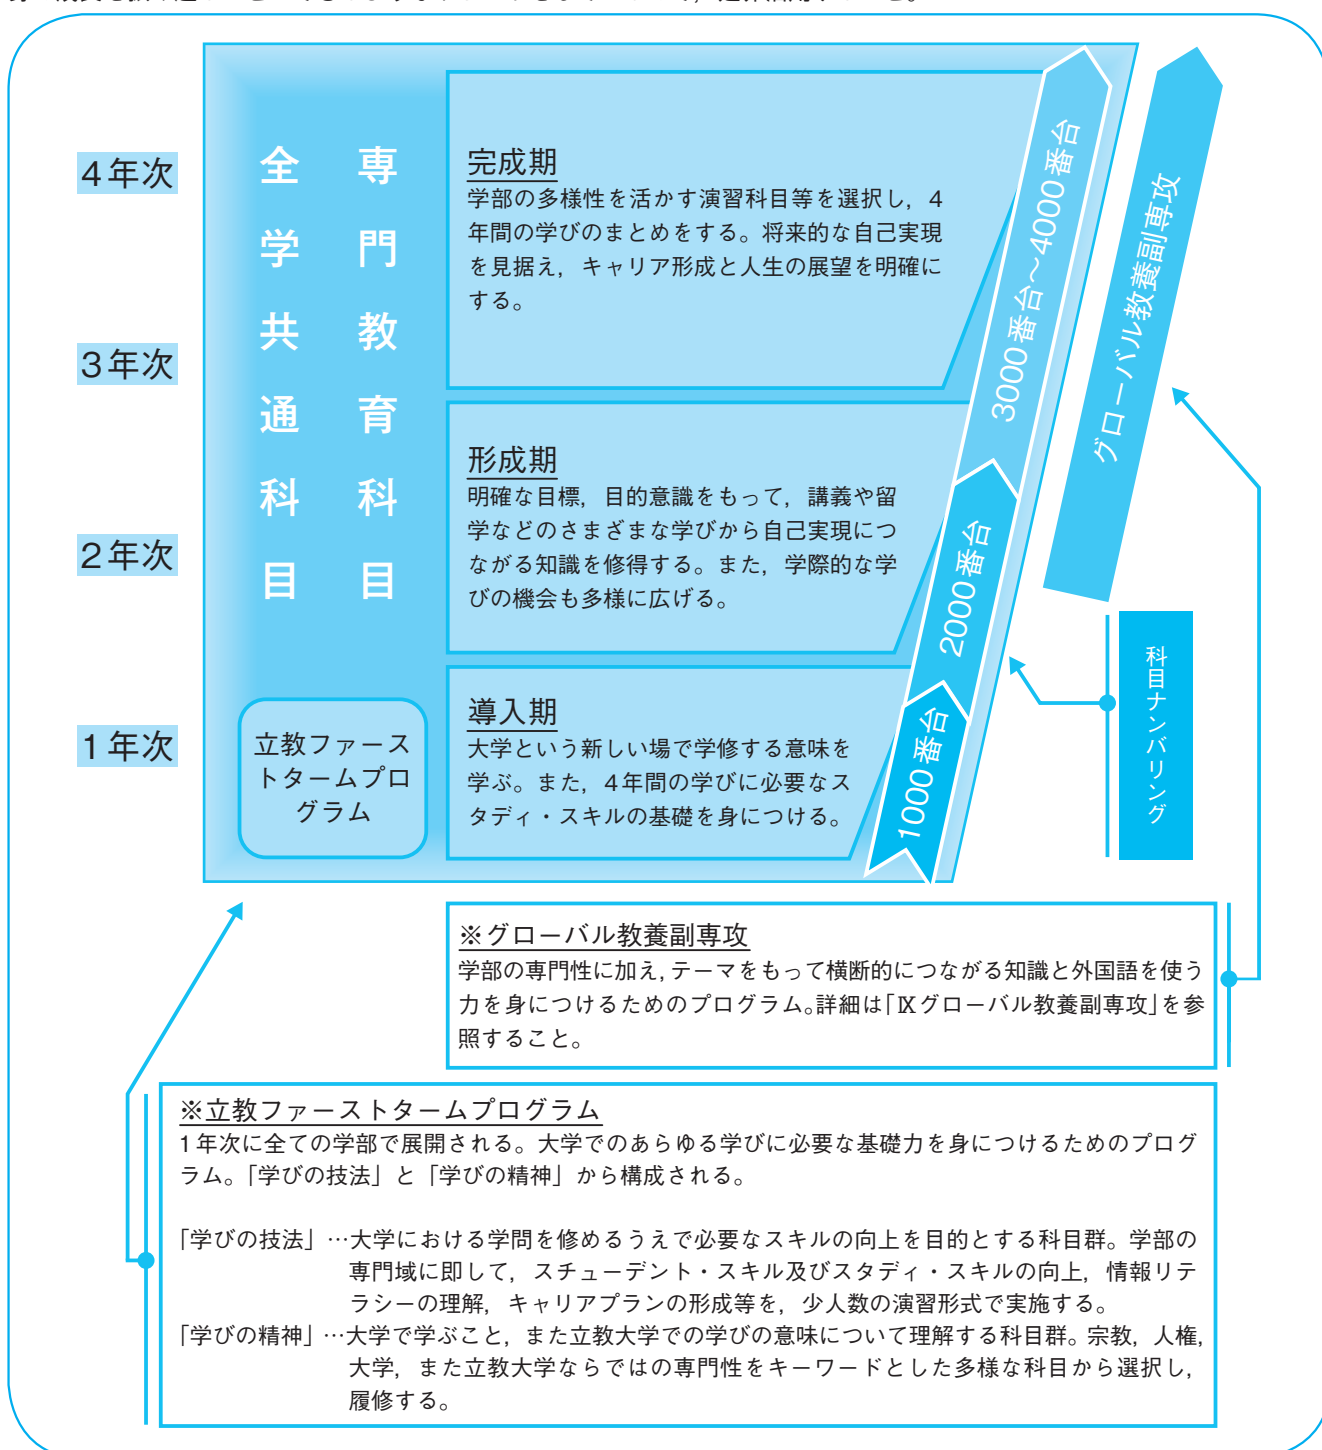 4年次
3年次
2年次
1年次
全学共通科目
専門教育科目
立教ファース
トタームプロ
グラム
完成期
学部の多様性を活かす演習科目等を選択し，4
年間の学びのまとめをする。将来的な自己実現
を見据え，キャリア形成と人生の展望を明確に
する。
形成期
明確な目標，目的意識をもって，講義や留
学などのさまざまな学びから自己実現につ
ながる知識を修得する。また，学際的な学
びの機会も多様に広げる。
導入期
大学という新しい場で学修する意味を
学ぶ。また，4年間の学びに必要なス
タディ・スキルの基礎を身につける。
3000番台～4000番台
2000番台
1000番台
グローバル教養副専攻
科目ナンバリング
※グローバル教養副専攻
学部の専門性に加え，テーマをもって横断的につながる知識と外国語を使う
力を身につけるためのプログラム。詳細は「Ⅸグローバル教養副専攻」を参
照すること。
※立教ファーストタームプログラム
1年次に全ての学部で展開される。大学でのあらゆる学びに必要な基礎力を身につけるためのプログ
ラム。「学びの技法」と「学びの精神」から構成される。
「学びの技法」…大学における学問を修めるうえで必要なスキルの向上を目的とする科目群。学部の
専門域に即して，スチューデント・スキル及びスタディ・スキルの向上，情報リテ
ラシーの理解，キャリアプランの形成等を，少人数の演習形式で実施する。
「学びの精神」…大学で学ぶこと，また立教大学での学びの意味について理解する科目群。宗教，人権，
大学，また立教大学ならではの専門性をキーワードとした多様な科目から選択し，
履修する。